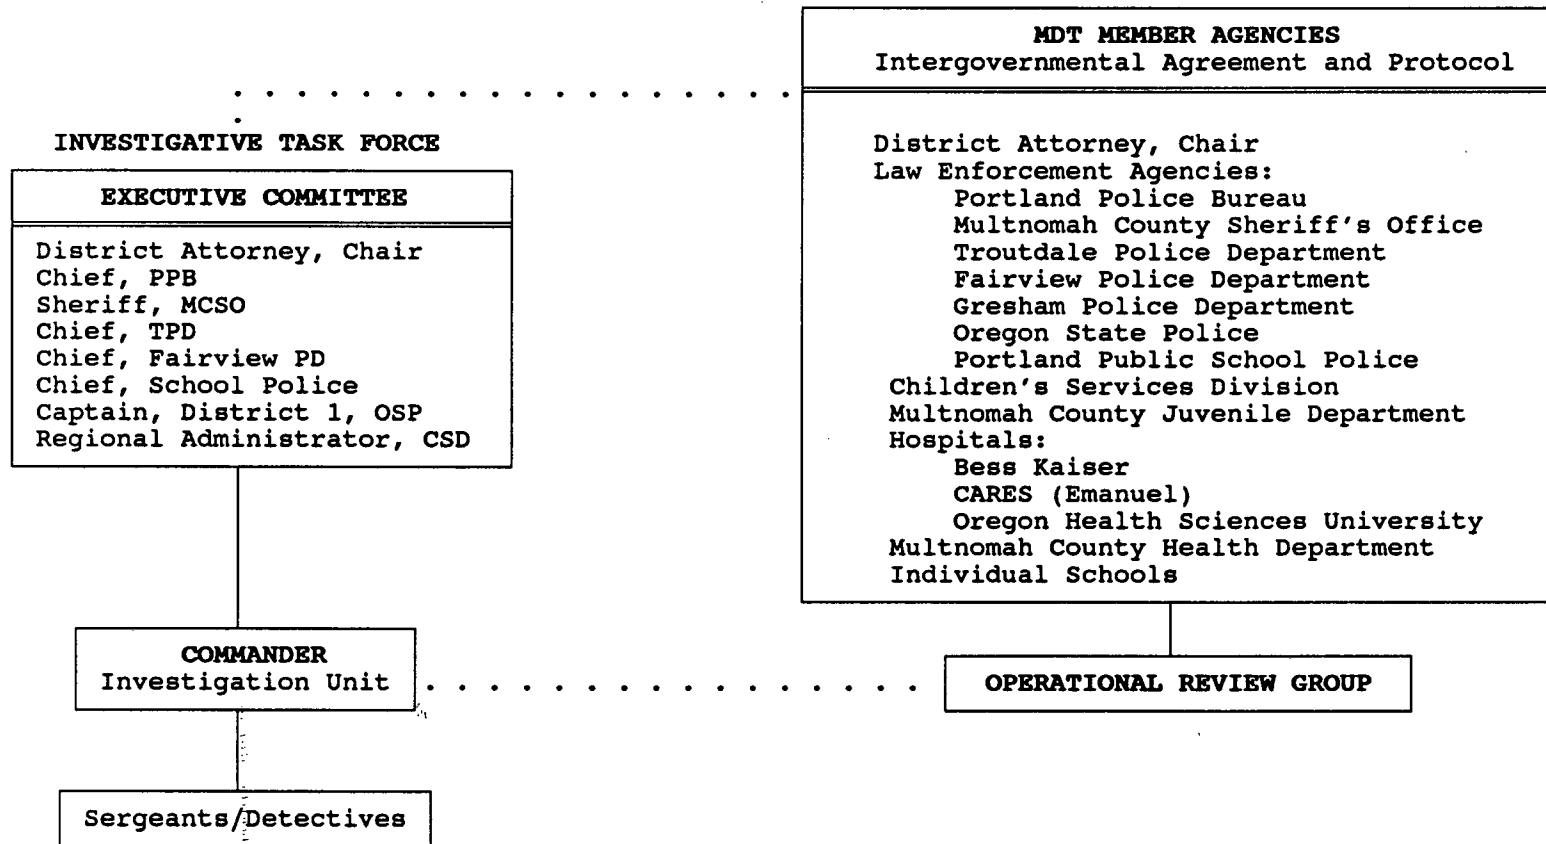 MDT MEMBER AGENCIES
Intergovernmental Agreement and Protocol
District Attorney, Chair
Law Enforcement Agencies:
Portland Police Bureau
Multnomah County Sheriff's Office
Troutdale Police Department
Fairview Police Department
Gresham Police Department
Oregon State Police
Portland Public School Police
Children's Services Division
Multnomah County Juvenile Department
Hospitals:
Bess Kaiser
CARES (Emanuel)
Oregon Health Sciences University
Multnomah County Health Department
Individual Schools
INVESTIGATIVE TASK FORCE
EXECUTIVE COMMITTEE
District Attorney, Chair
Chief, PPB
Sheriff, MCSO
Chief, TPD
Chief, Fairview PD
Chief, School Police
Captain, District 1, OSP
Regional Administrator, CSD
COMMANDER
Investigation Unit
OPERATIONAL REVIEW GROUP
Sergeants/Detectives